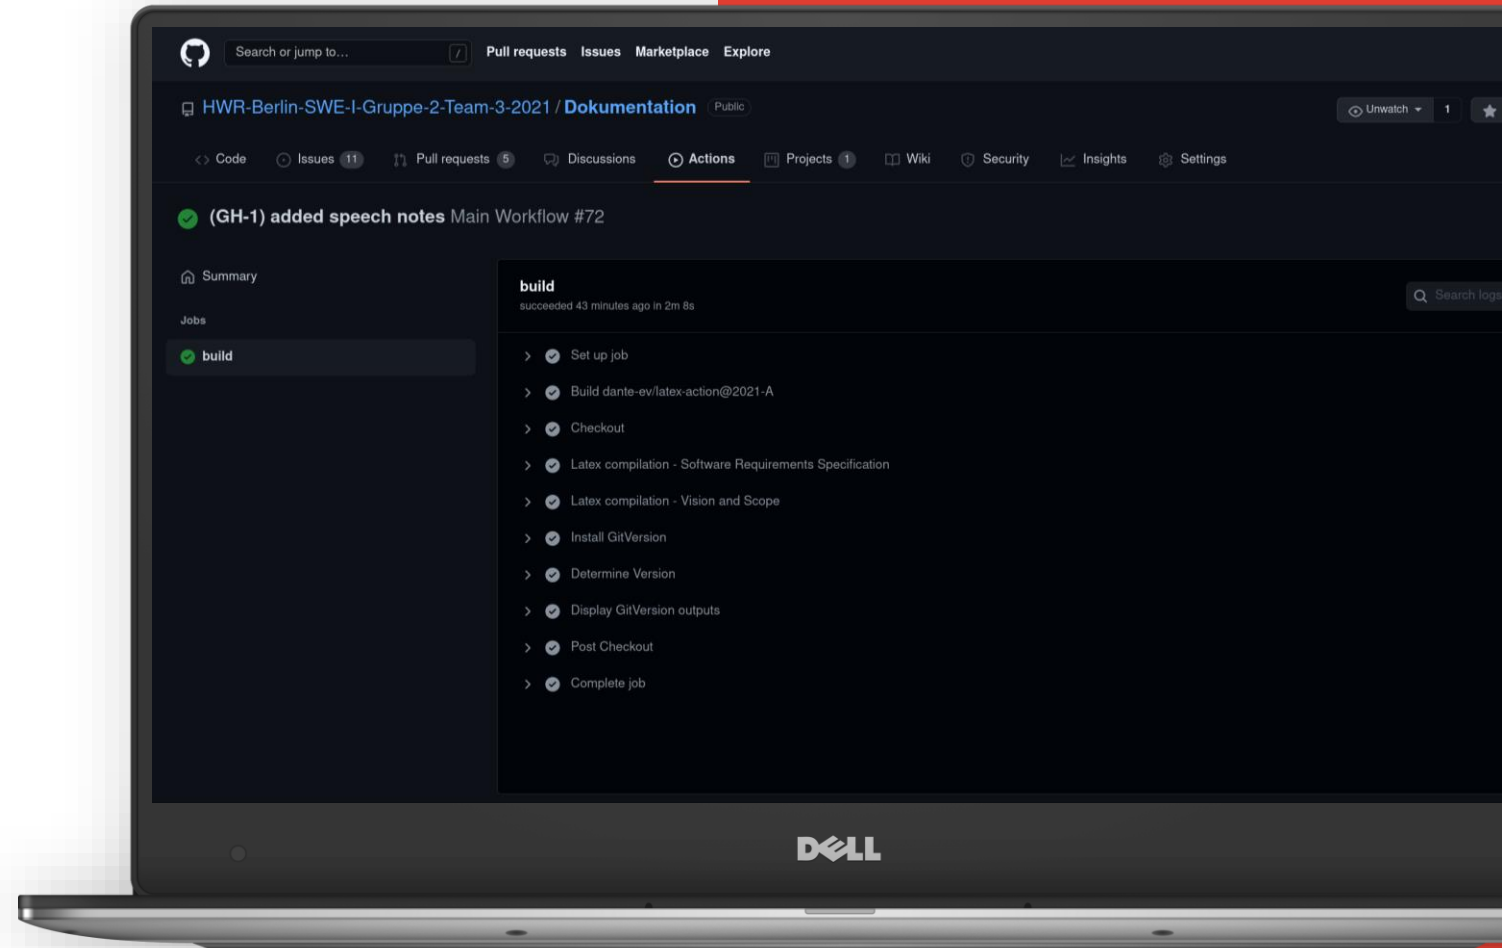 Search or jump to... / Pull requests Issues Marketplace Explore
HWR-Berlin-SWE-I-Gruppe-2-Team-3-2021 / Dokumentation Public Unwatch 1
Code Issues 11 Pull requests 5 Discussions Actions Projects 1 Wiki Security Insights Settings
(GH-1) added speech notes Main Workflow #72
Summary
Jobs
build
build
succeeded 43 minutes ago in 2m 8s
Search logs
Set up job
Build dante-ev/latex-action@2021-A
Checkout
Latex compilation - Software Requirements Specification
Latex compilation - Vision and Scope
Install GitVersion
Determine Version
Display GitVersion outputs
Post Checkout
Complete job
DELL